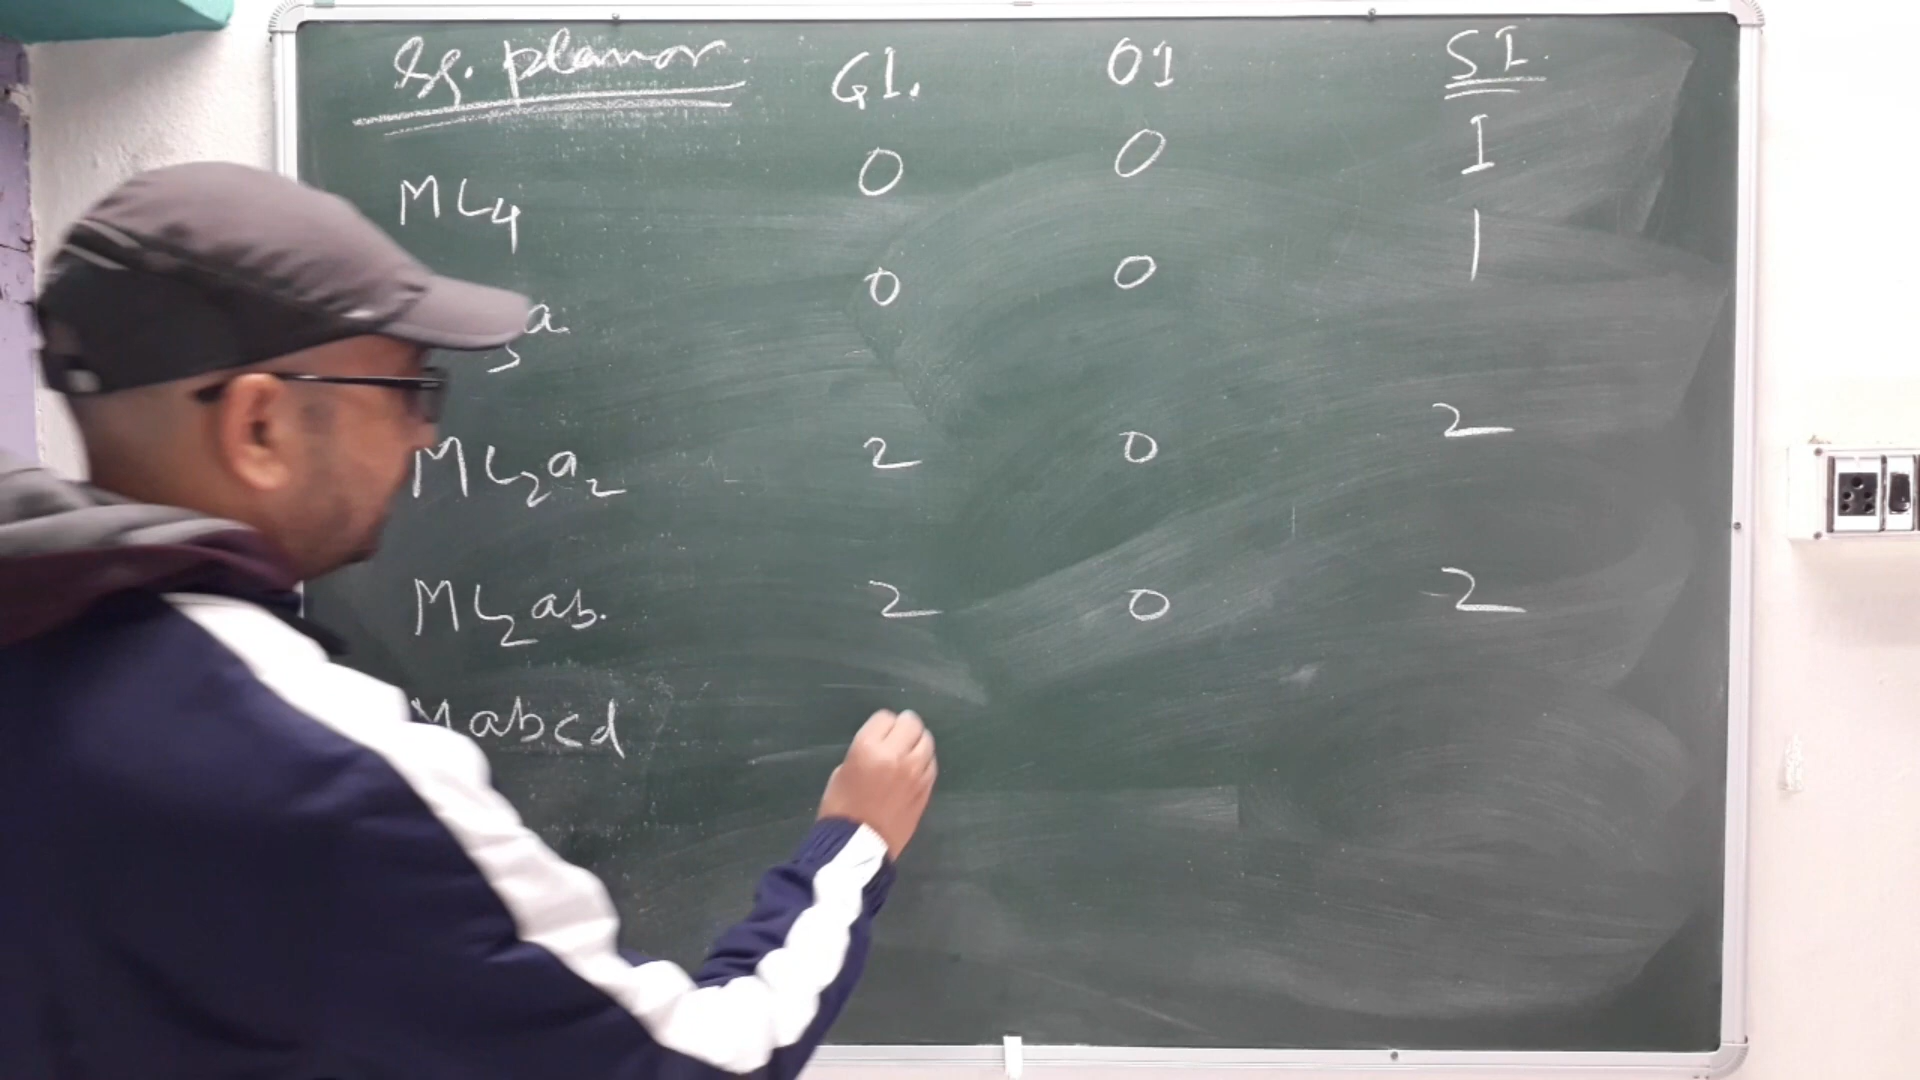 Sq. planar GI. OI SI.
ML4 0 0 I
3a 0 0 1
ML2a2 2 0 2
ML2ab. 2 0 2
Mabcd